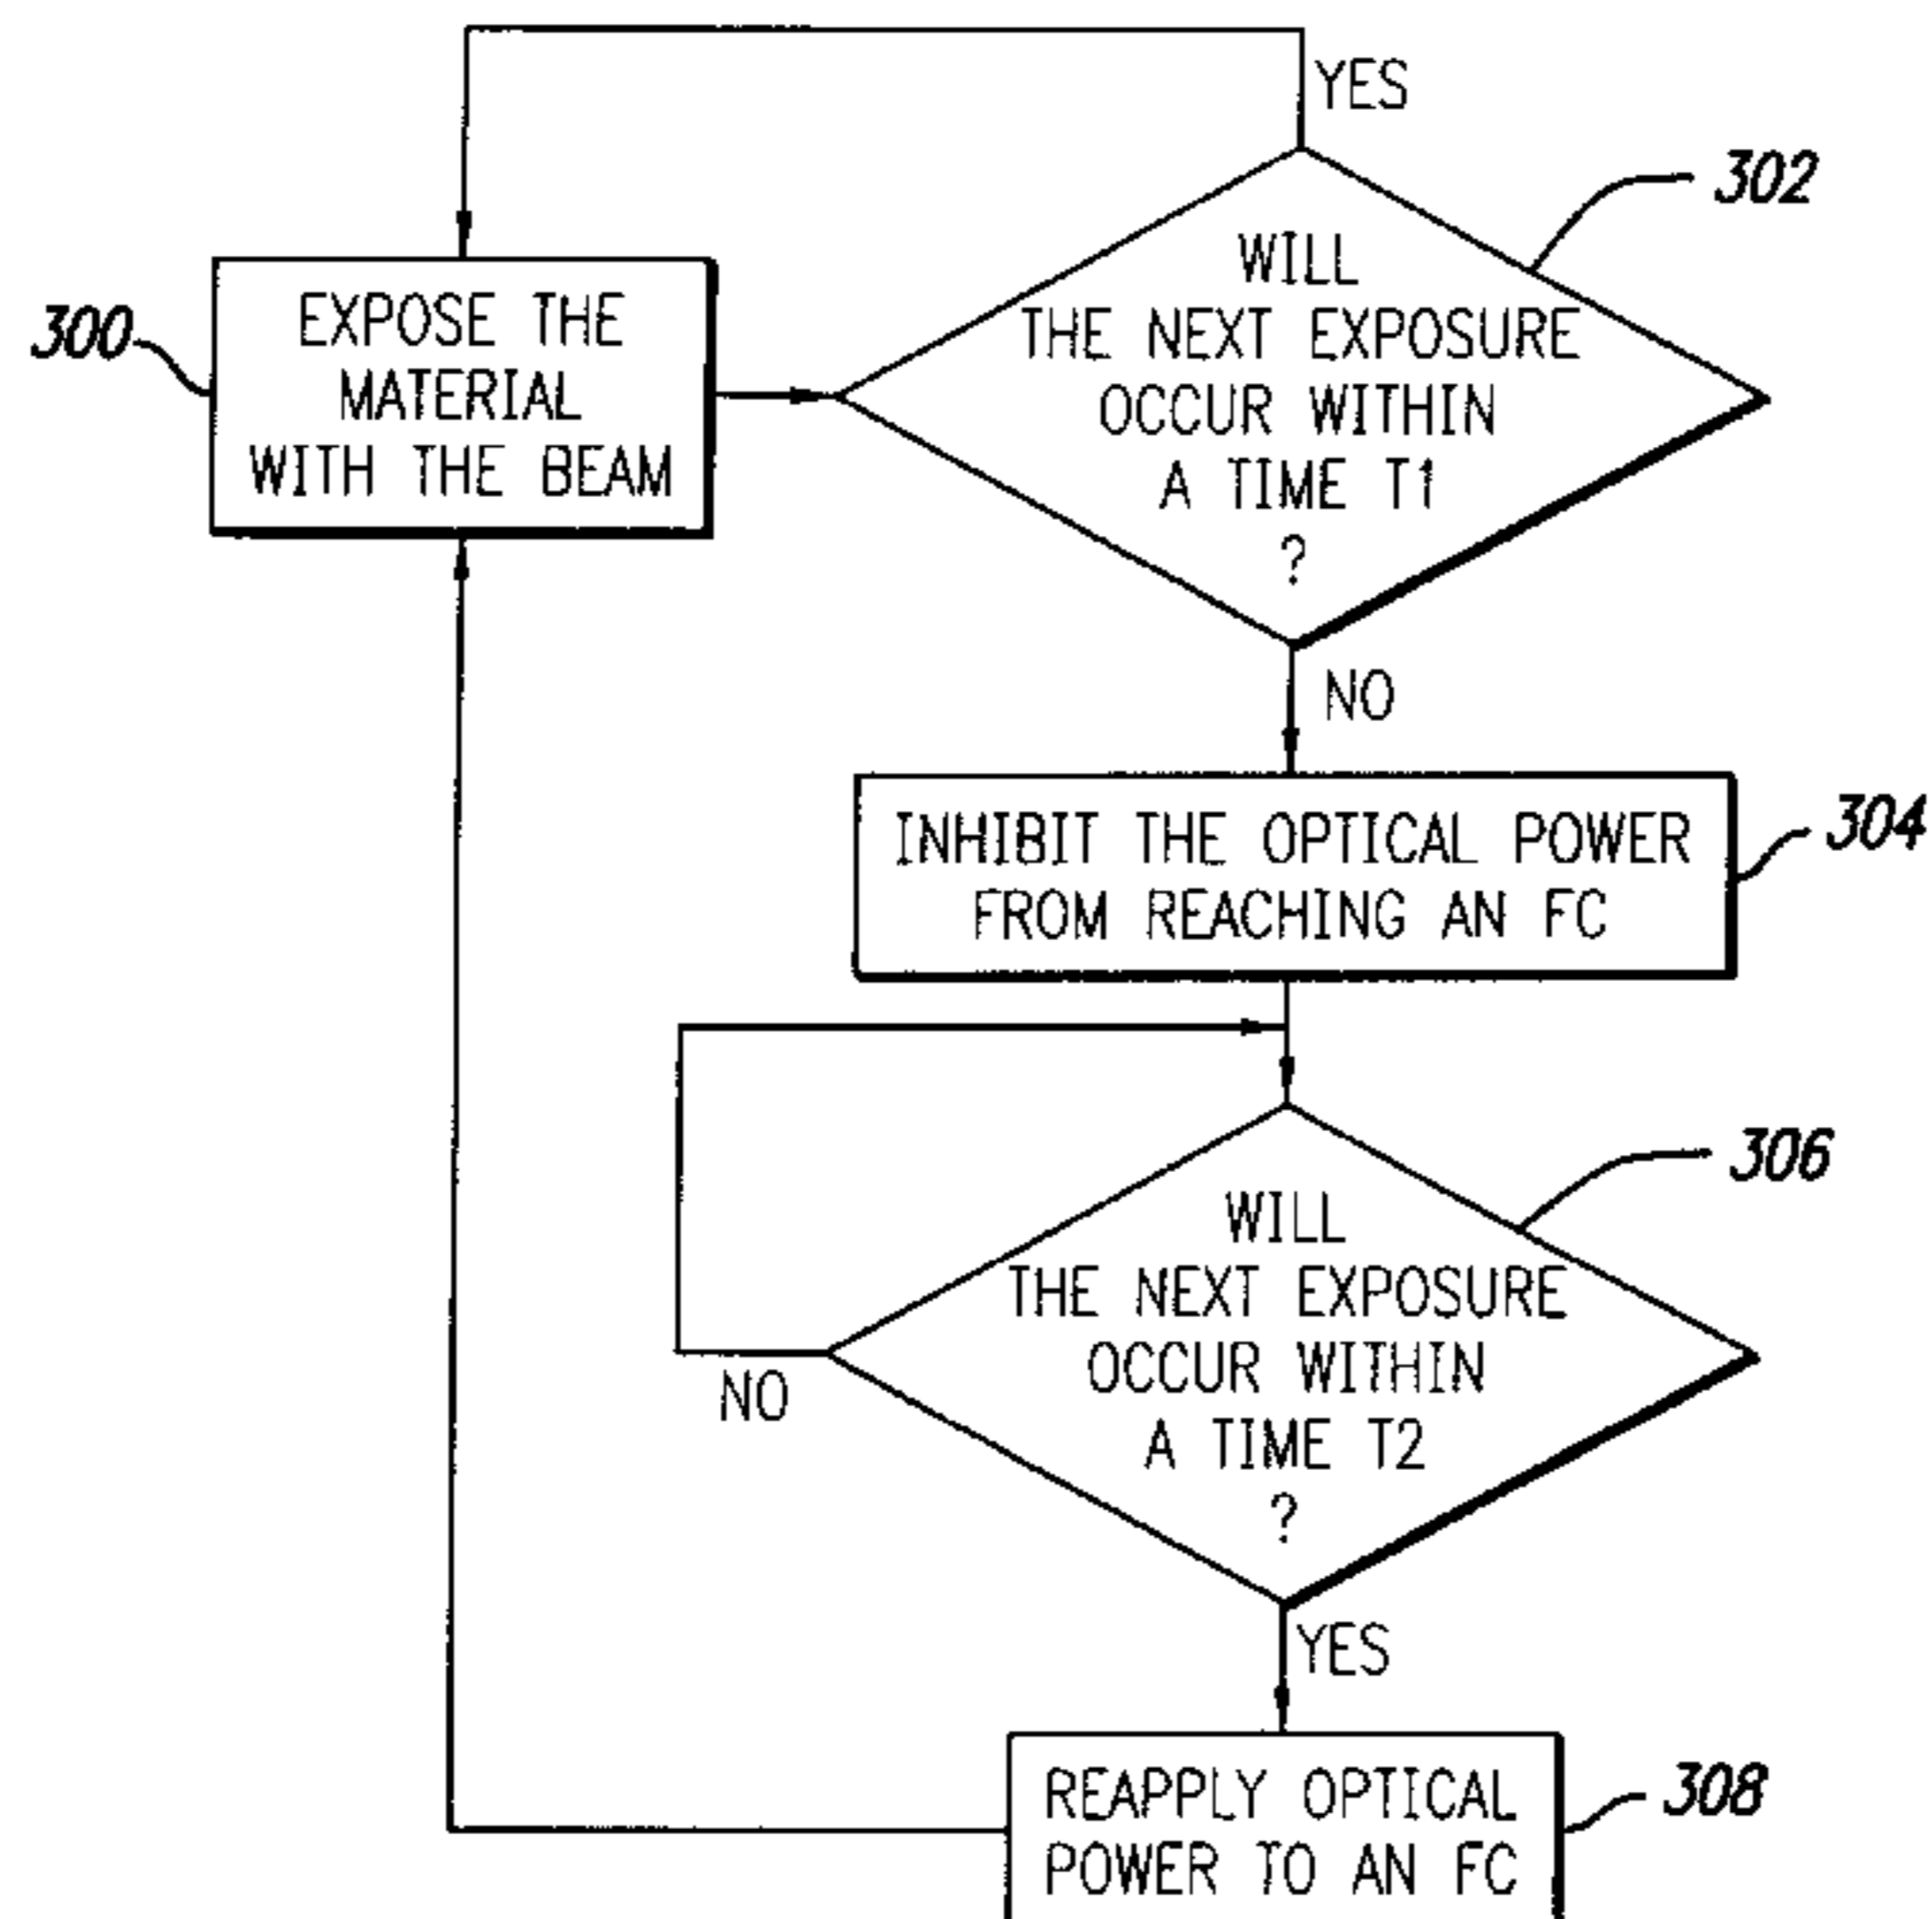 YES
302
WILL
THE NEXT EXPOSURE
OCCUR WITHIN
A TIME T1
?
300
EXPOSE THE
MATERIAL
WITH THE BEAM
NO
304
INHIBIT THE OPTICAL POWER
FROM REACHING AN FC
306
WILL
THE NEXT EXPOSURE
OCCUR WITHIN
A TIME T2
?
NO
YES
308
REAPPLY OPTICAL
POWER TO AN FC